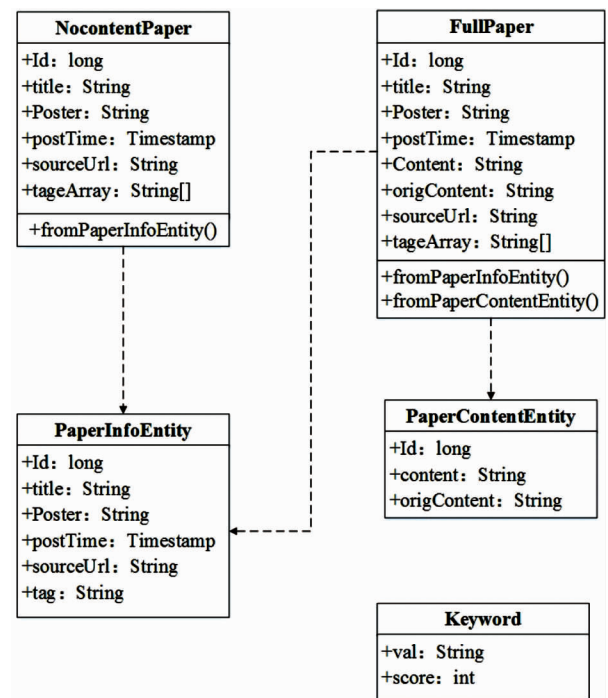 NocontentPaper
+Id：long
+title：String
+Poster：String
+postTime：Timestamp
+sourceUrl：String
+tageArray：String[]
+fromPaperInfoEntity()
FullPaper
+Id：long
+title：String
+Poster：String
+postTime：Timestamp
+Content：String
+origContent：String
+sourceUrl：String
+tageArray：String[]
+fromPaperInfoEntity()
+fromPaperContentEntity()
PaperInfoEntity
+Id：long
+title：String
+Poster：String
+postTime：Timestamp
+sourceUrl：String
+tag：String
PaperContentEntity
+Id：long
+content：String
+origContent：String
Keyword
+val：String
+score：int